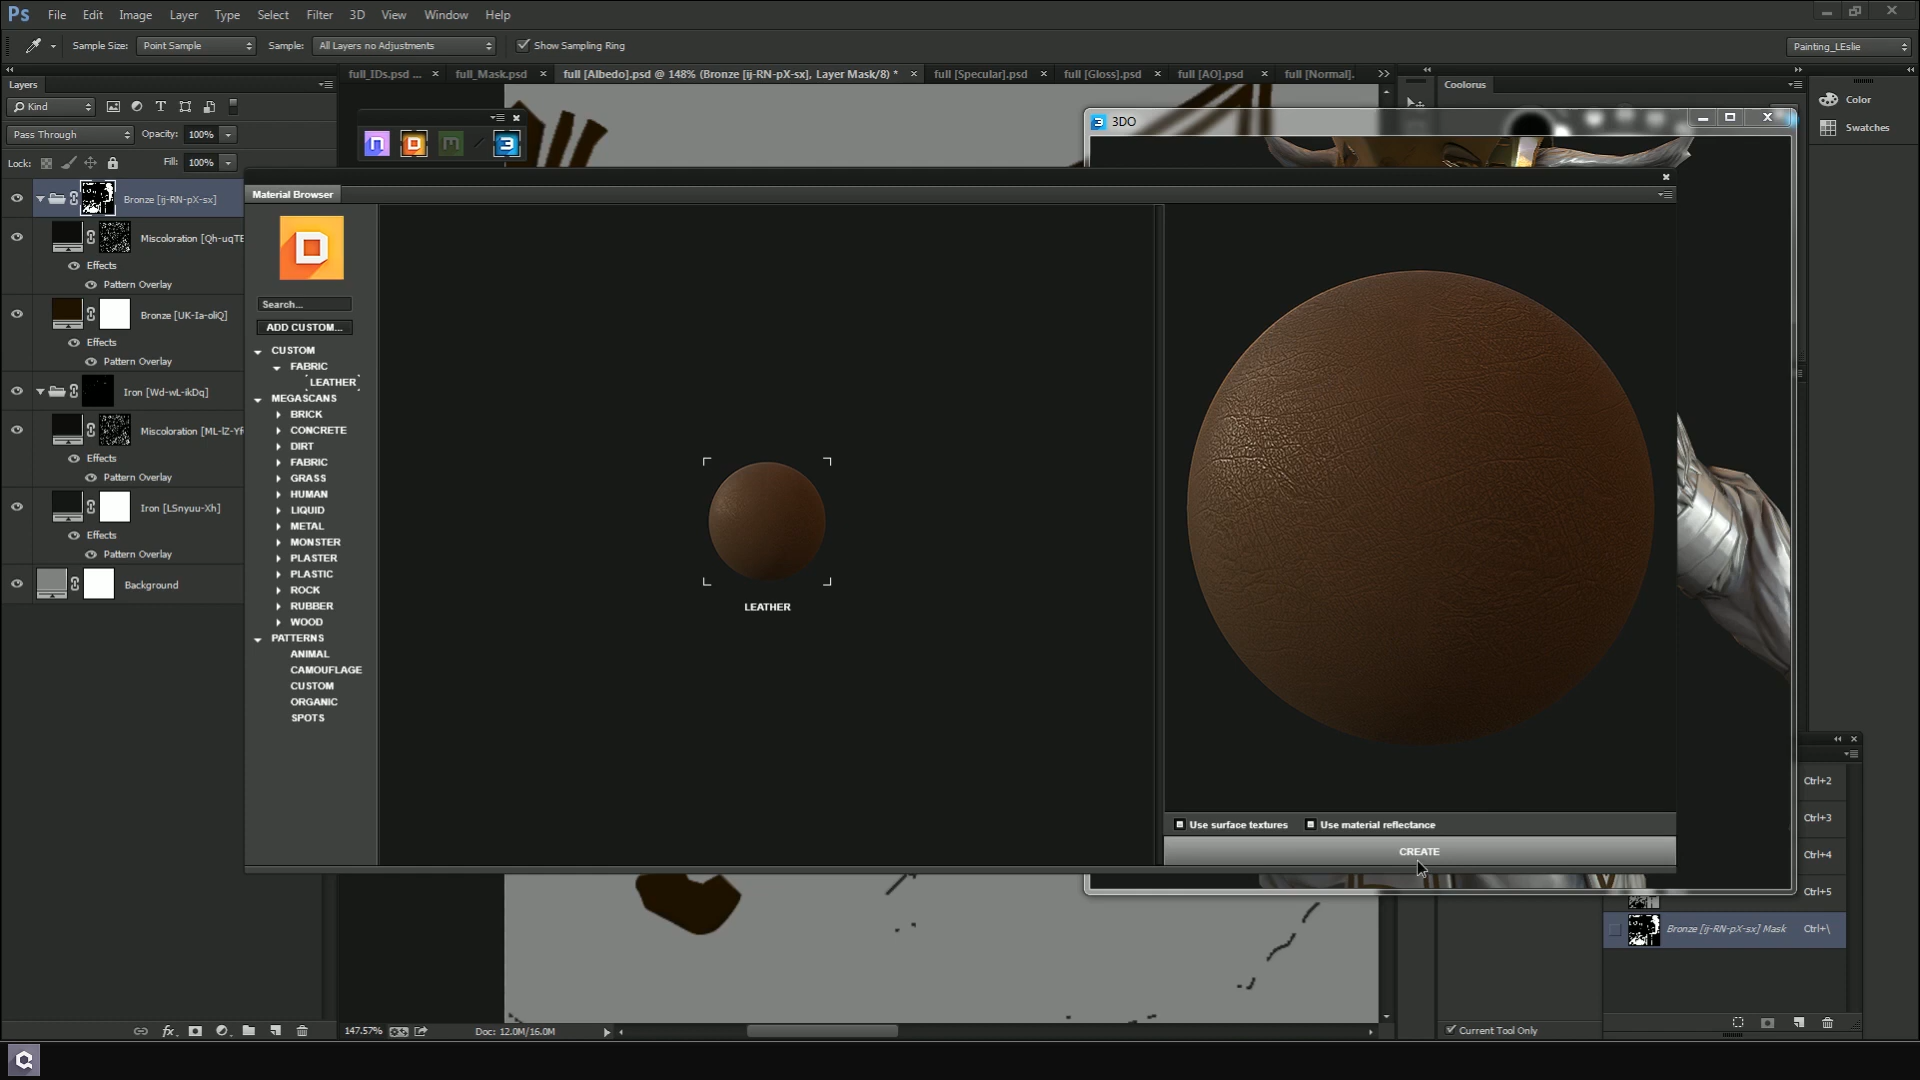 Ps File Edit Image Layer Type Select Filter 3D View Window Help
Sample Size: Point Sample Sample: All Layers no Adjustments Show Sampling Ring Painting_LEslie
Layers
full_IDs.psd ... × full_Mask.psd × full [Albedo].psd @ 148% (Bronze [ij-RN-pX-sx], Layer Mask/8) * × full [Specular].psd × full [Gloss].psd × full [AO].psd × full [Normal].
Coolorus
Color
Swatches
Kind
Pass Through Opacity: 100%
Lock: Fill: 100%
3DO
Bronze [ij-RN-pX-sx]
Miscoloration [Qh-uqTE
Effects
Pattern Overlay
Bronze [UK-Ia-oliQ]
Effects
Pattern Overlay
Iron [Wd-wL-ikDq]
Miscoloration [ML-lZ-Yf
Effects
Pattern Overlay
Iron [LSnyuu-Xh]
Effects
Pattern Overlay
Background
Material Browser
Search...
ADD CUSTOM...
CUSTOM
FABRIC
LEATHER
MEGASCANS
BRICK
CONCRETE
DIRT
FABRIC
GRASS
HUMAN
LIQUID
METAL
MONSTER
PLASTER
PLASTIC
ROCK
RUBBER
WOOD
PATTERNS
ANIMAL
CAMOUFLAGE
CUSTOM
ORGANIC
SPOTS
LEATHER
Use surface textures Use material reflectance
CREATE
Ctrl+2
Ctrl+3
Ctrl+4
Ctrl+5
Bronze [ij-RN-pX-sx] Mask Ctrl+\
147.57% Doc: 12.0M/16.0M
Current Tool Only